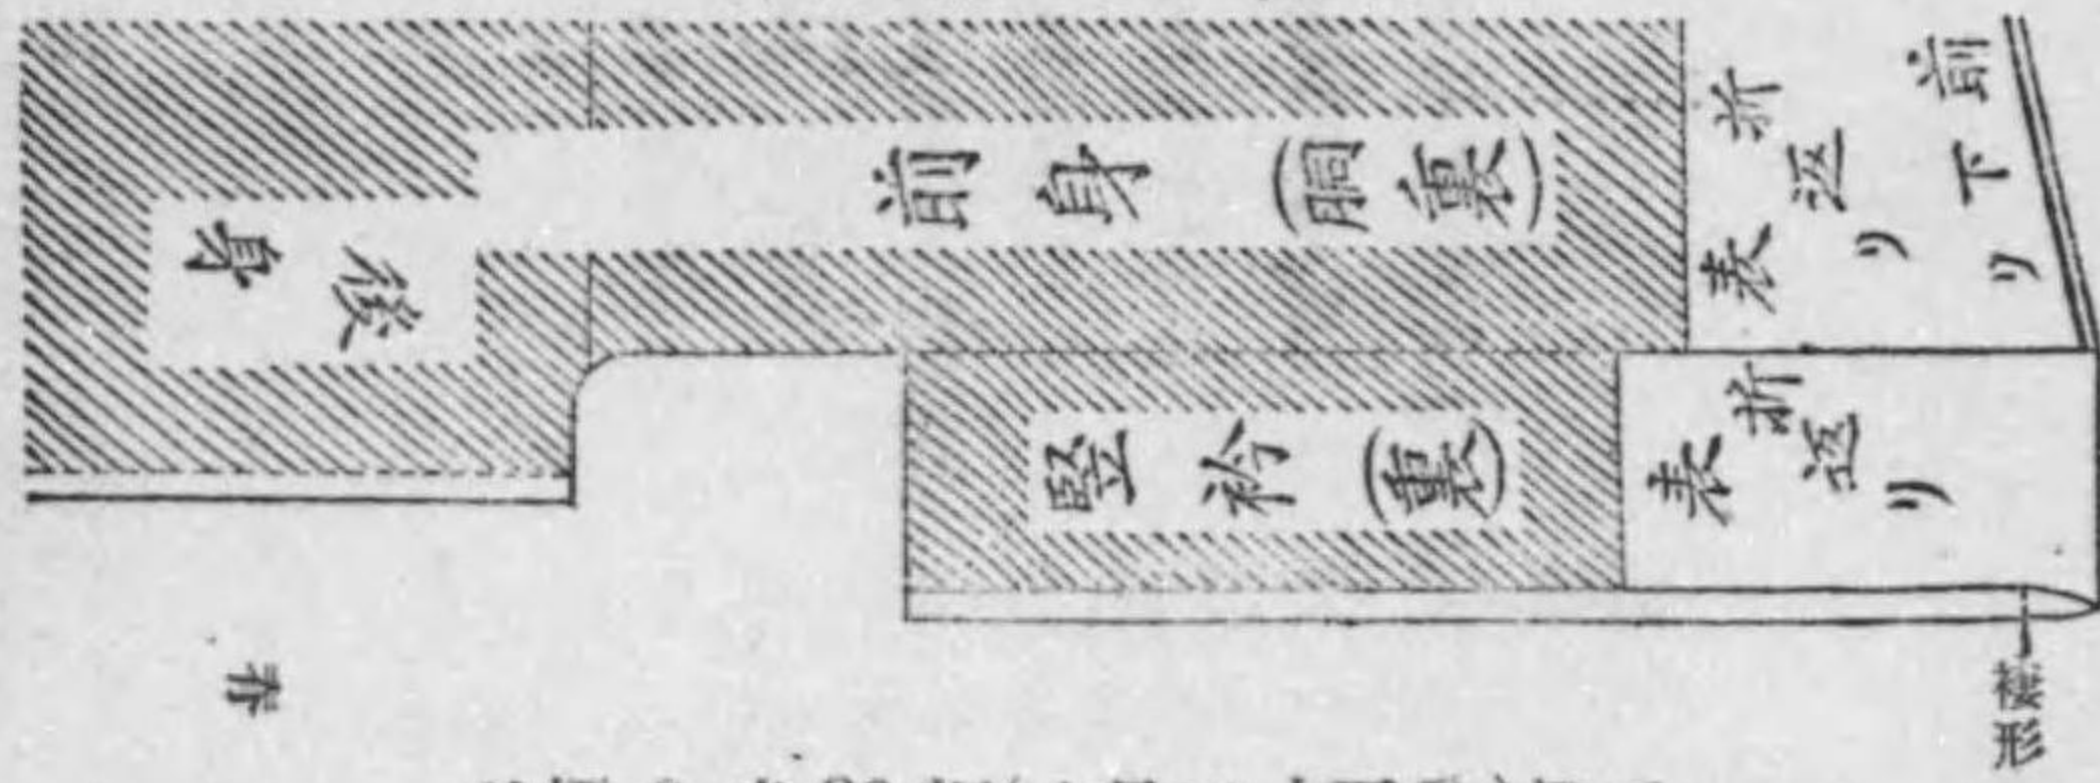 前身(胴裏)
後身
前下り
表折返り
竪衿(裏)
表折返り
褄形